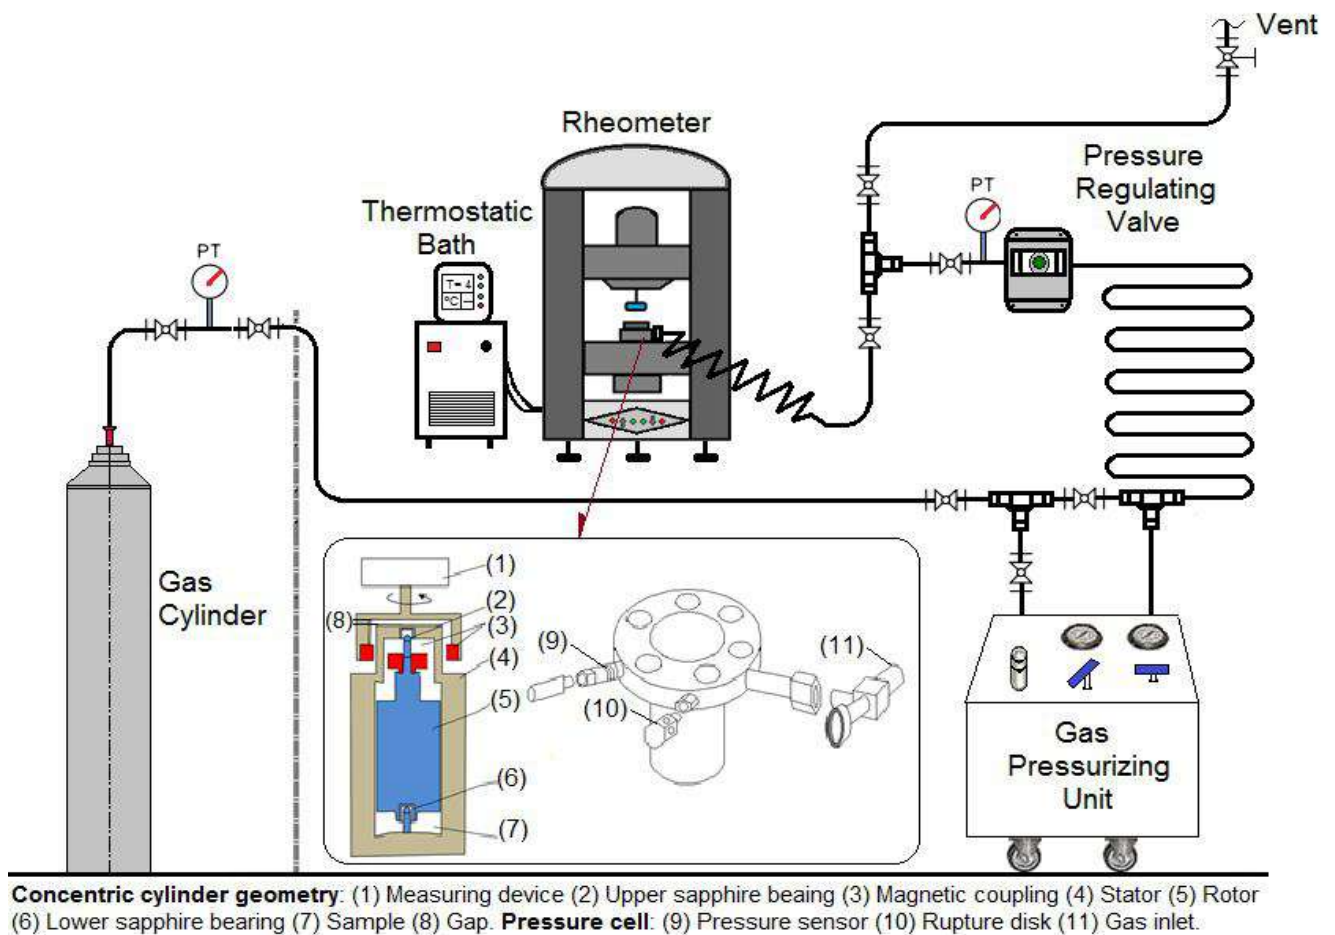 Vent
Rheometer
Pressure
Regulating
Valve
PT
Thermostatic
Bath
PT
T= 4
ºC
Gas
Cylinder
(1)
(2)
(8)
(3)
(4)
(9)
(11)
(5)
(10)
(6)
(7)
Gas
Pressurizing
Unit
Concentric cylinder geometry: (1) Measuring device (2) Upper sapphire beaing (3) Magnetic coupling (4) Stator (5) Rotor
(6) Lower sapphire bearing (7) Sample (8) Gap. Pressure cell: (9) Pressure sensor (10) Rupture disk (11) Gas inlet.